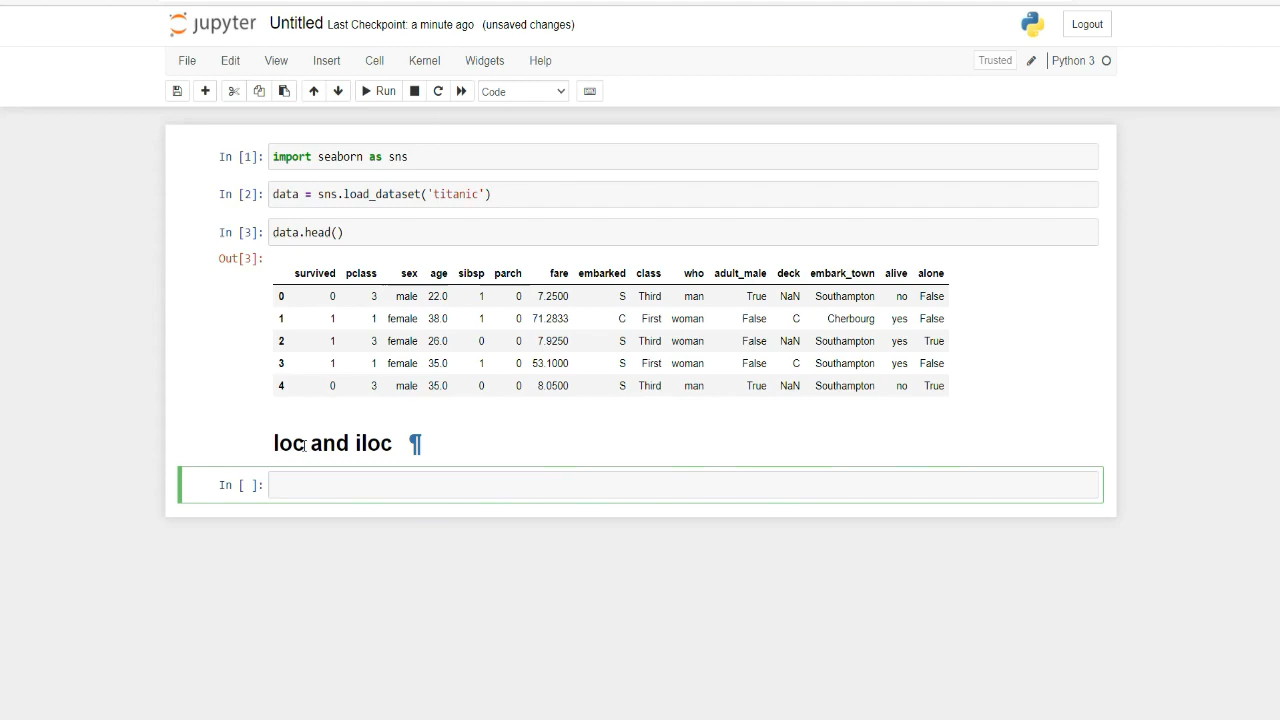 jupyter Untitled Last Checkpoint: a minute ago (unsaved changes) Logout
File Edit View Insert Cell Kernel Widgets Help Trusted Python 3
Run Code
In [1]: import seaborn as sns
In [2]: data = sns.load_dataset('titanic')
In [3]: data.head()
Out[3]:
survived pclass sex age sibsp parch fare embarked class who adult_male deck embark_town alive alone
0 0 3 male 22.0 1 0 7.2500 S Third man True NaN Southampton no False
1 1 1 female 38.0 1 0 71.2833 C First woman False C Cherbourg yes False
2 1 3 female 26.0 0 0 7.9250 S Third woman False NaN Southampton yes True
3 1 1 female 35.0 1 0 53.1000 S First woman False C Southampton yes False
4 0 3 male 35.0 0 0 8.0500 S Third man True NaN Southampton no True
loc and iloc ¶
In [ ]: